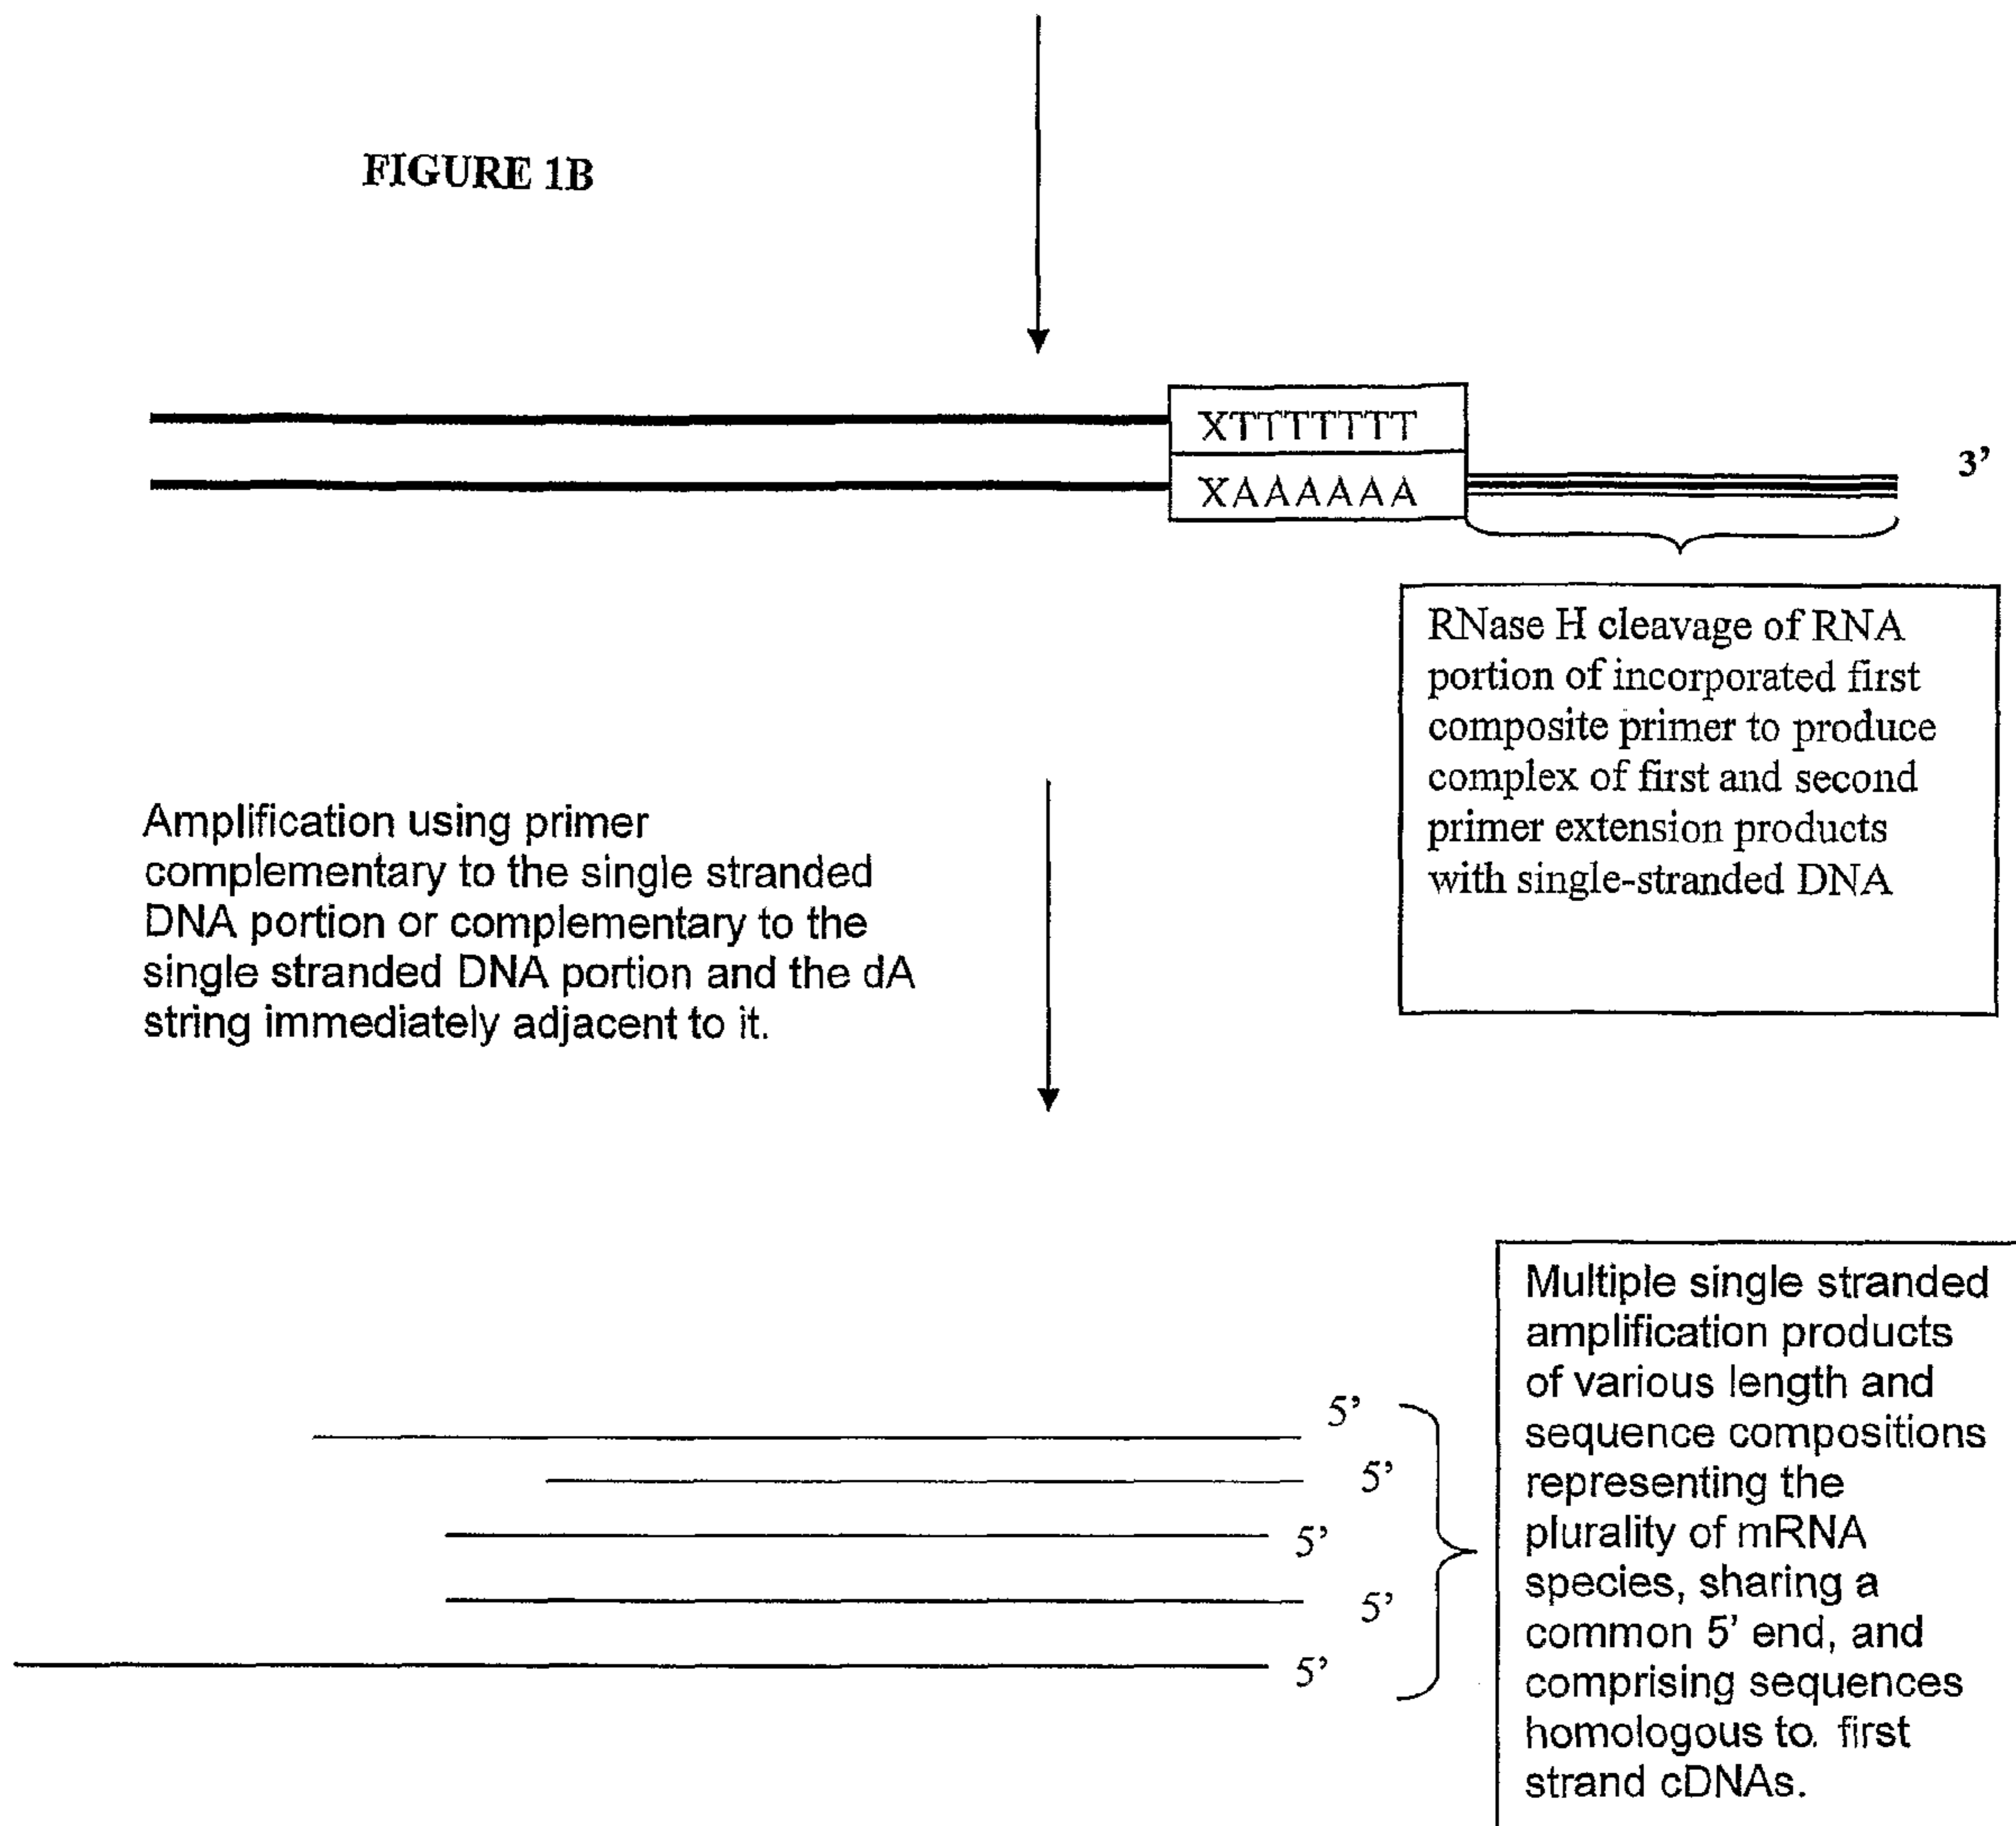 FIGURE 1B
XTTTTTTT
XAAAAAA
3’
RNase H cleavage of RNA
portion of incorporated first
composite primer to produce
complex of first and second
primer extension products
with single-stranded DNA
Amplification using primer
complementary to the single stranded
DNA portion or complementary to the
single stranded DNA portion and the dA
string immediately adjacent to it.
5’
5’
5’
5’
5’
Multiple single stranded
amplification products
of various length and
sequence compositions
representing the
plurality of mRNA
species, sharing a
common 5’ end, and
comprising sequences
homologous to. first
strand cDNAs.